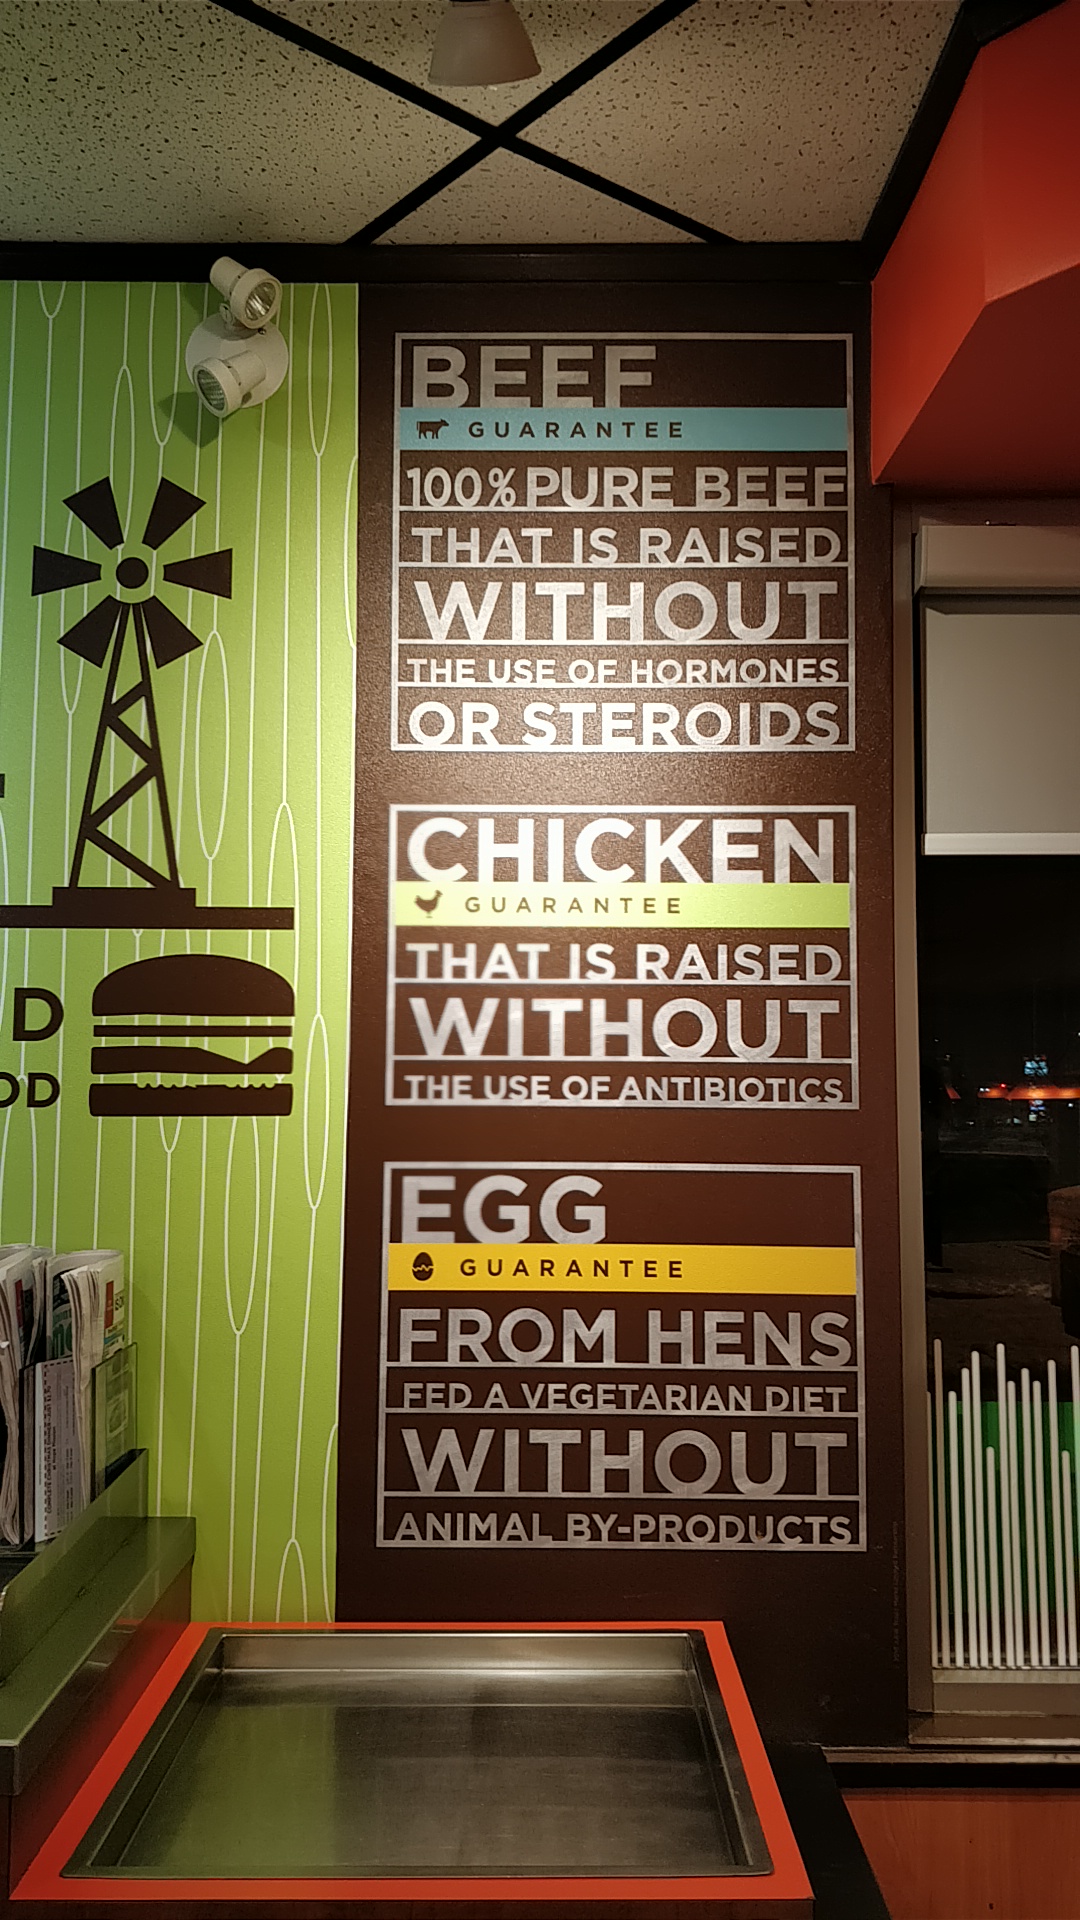 BEEF
GUARANTEE
100% PURE BEEF
THAT IS RAISED
WITHOUT
THE USE OF HORMONES
OR STEROIDS
CHICKEN
GUARANTEE
THAT IS RAISED
WITHOUT
THE USE OF ANTIBIOTICS
EGG
GUARANTEE
FROM HENS
FED A VEGETARIAN DIET
WITHOUT
ANIMAL BY-PRODUCTS
D
OD